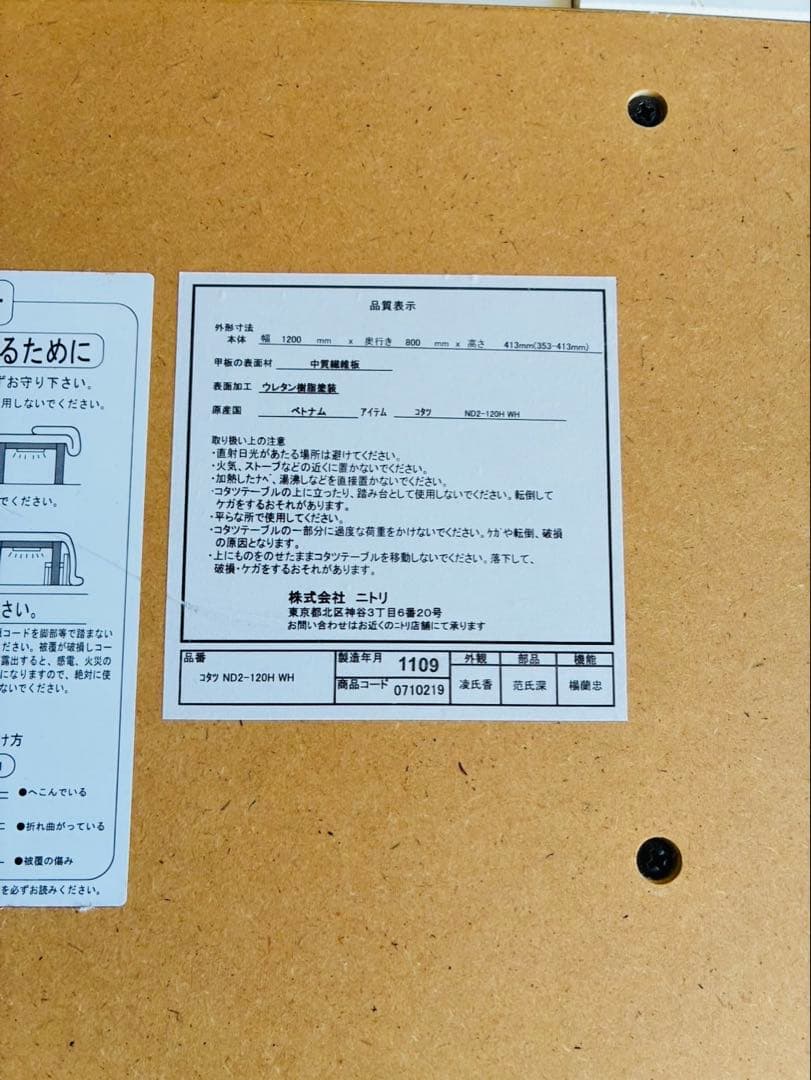 るために
ずお守り下さい。
用しないでください。
でください。
さい。
コードを脚部等で踏まない
ださい。被覆が破損しコー
露出すると、感電、火災の
になりますので、絶対に使
ないでください。
け方
●へこんでいる
●折れ曲がっている
●被覆の傷み
を必ずお読みください。
品質表示
外形寸法
本体 幅 1200 mm x 奥行き 800 mm x 高さ 413mm(353-413mm)
甲板の表面材 中質繊維板
表面加工 ウレタン樹脂塗装
原産国 ベトナム アイテム コタツ ND2-120H WH
取り扱い上の注意
・直射日光があたる場所は避けてください。
・火気、ストーブなどの近くに置かないでください。
・加熱したナベ、湯沸しなどを直接置かないでください。
・コタツテーブルの上に立ったり、踏み台として使用しないでください。転倒して
ケガをするおそれがあります。
・平らな所で使用してください。
・コタツテーブルの一部分に過度な荷重をかけないでください。ケガや転倒、破損
の原因となります。
・上にものをのせたままコタツテーブルを移動しないでください。落下して、
破損・ケガをするおそれがあります。
株式会社 ニトリ
東京都北区神谷3丁目6番20号
お問い合わせはお近くのニトリ店舗にて承ります
品番 製造年月 1109 外観 部品 機能
コタツ ND2-120H WH 商品コード 0710219 凌氏香 范氏深 楊蘭忠